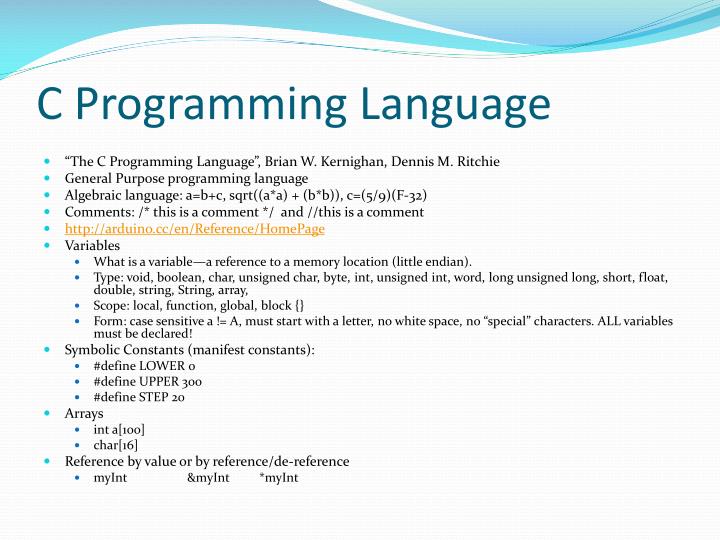 C Programming Language
“The C Programming Language”, Brian W. Kernighan, Dennis M. Ritchie
General Purpose programming language
Algebraic language: a=b+c, sqrt((a*a) + (b*b)), c=(5/9)(F-32)
Comments: /* this is a comment */  and //this is a comment
http://arduino.cc/en/Reference/HomePage
Variables
What is a variable—a reference to a memory location (little endian).
Type: void, boolean, char, unsigned char, byte, int, unsigned int, word, long unsigned long, short, float,
double, string, String, array,
Scope: local, function, global, block {}
Form: case sensitive a != A, must start with a letter, no white space, no “special” characters. ALL variables
must be declared!
Symbolic Constants (manifest constants):
#define LOWER 0
#define UPPER 300
#define STEP 20
Arrays
int a[100]
char[16]
Reference by value or by reference/de-reference
myInt &myInt *myInt